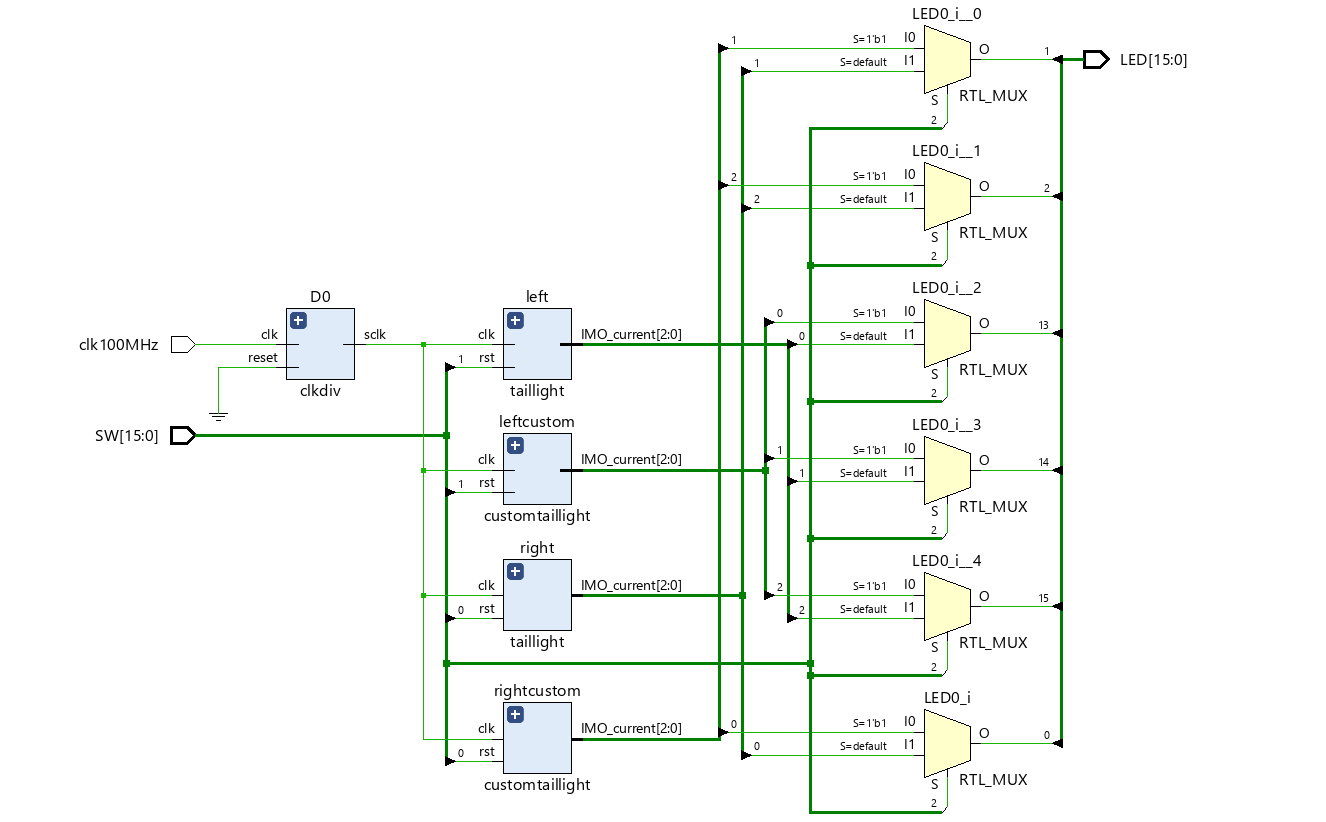 LED0_i__0
1 S=1'b1 I0
O
1 S=default I1
1
LED[15:0]
S
RTL_MUX
2
LED0_i__1
2 S=1'b1 I0
O
2 S=default I1
2
S
RTL_MUX
2
LED0_i__2
0 S=1'b1 I0
O
0 S=default I1
13
S
RTL_MUX
2
LED0_i__3
1 S=1'b1 I0
O
1 S=default I1
14
S
RTL_MUX
2
LED0_i__4
2 S=1'b1 I0
O
2 S=default I1
15
S
RTL_MUX
2
LED0_i
0 S=1'b1 I0
O
0 S=default I1
0
S
RTL_MUX
2
D0
clk100MHz
clk
sclk
reset
clkdiv
SW[15:0]
left
clk
IMO_current[2:0]
1 rst
taillight
leftcustom
clk
IMO_current[2:0]
1 rst
customtaillight
right
clk
IMO_current[2:0]
0 rst
taillight
rightcustom
clk
IMO_current[2:0]
0 rst
customtaillight